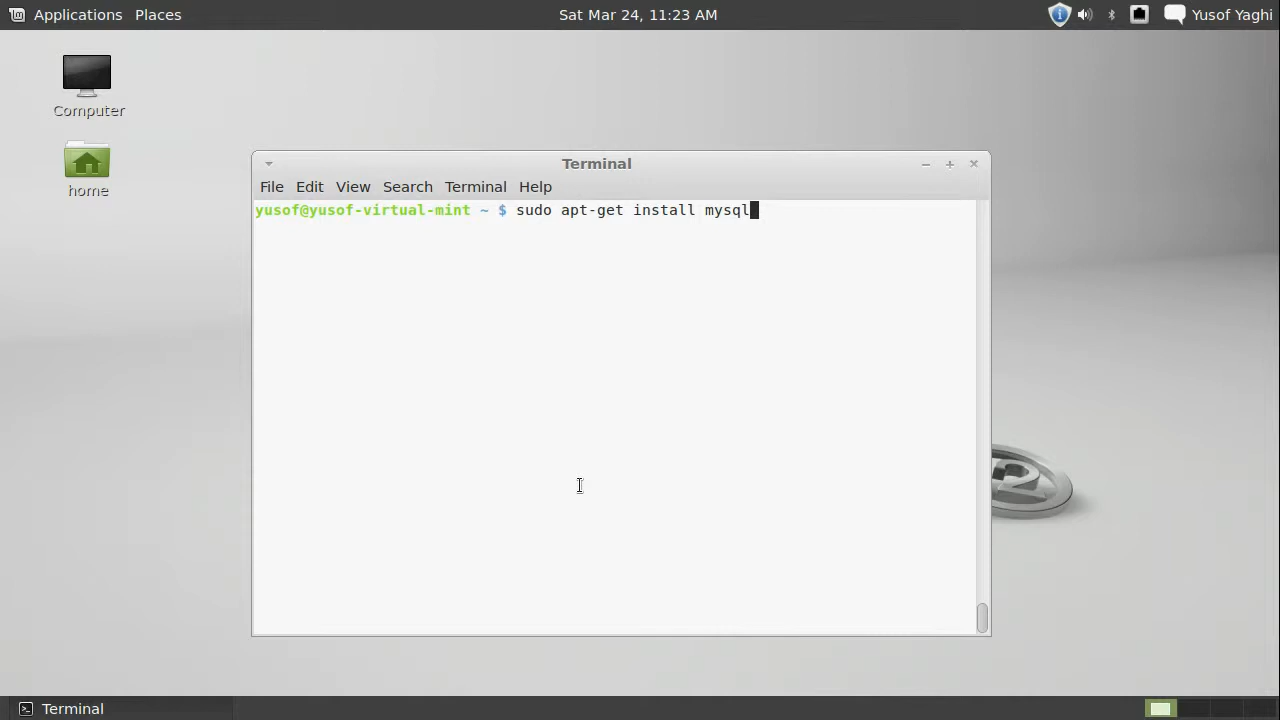 Applications Places Sat Mar 24, 11:23 AM Yusof Yaghi
Computer
home
Terminal
File Edit View Search Terminal Help
yusof@yusof-virtual-mint ~ $ sudo apt-get install mysql
Terminal